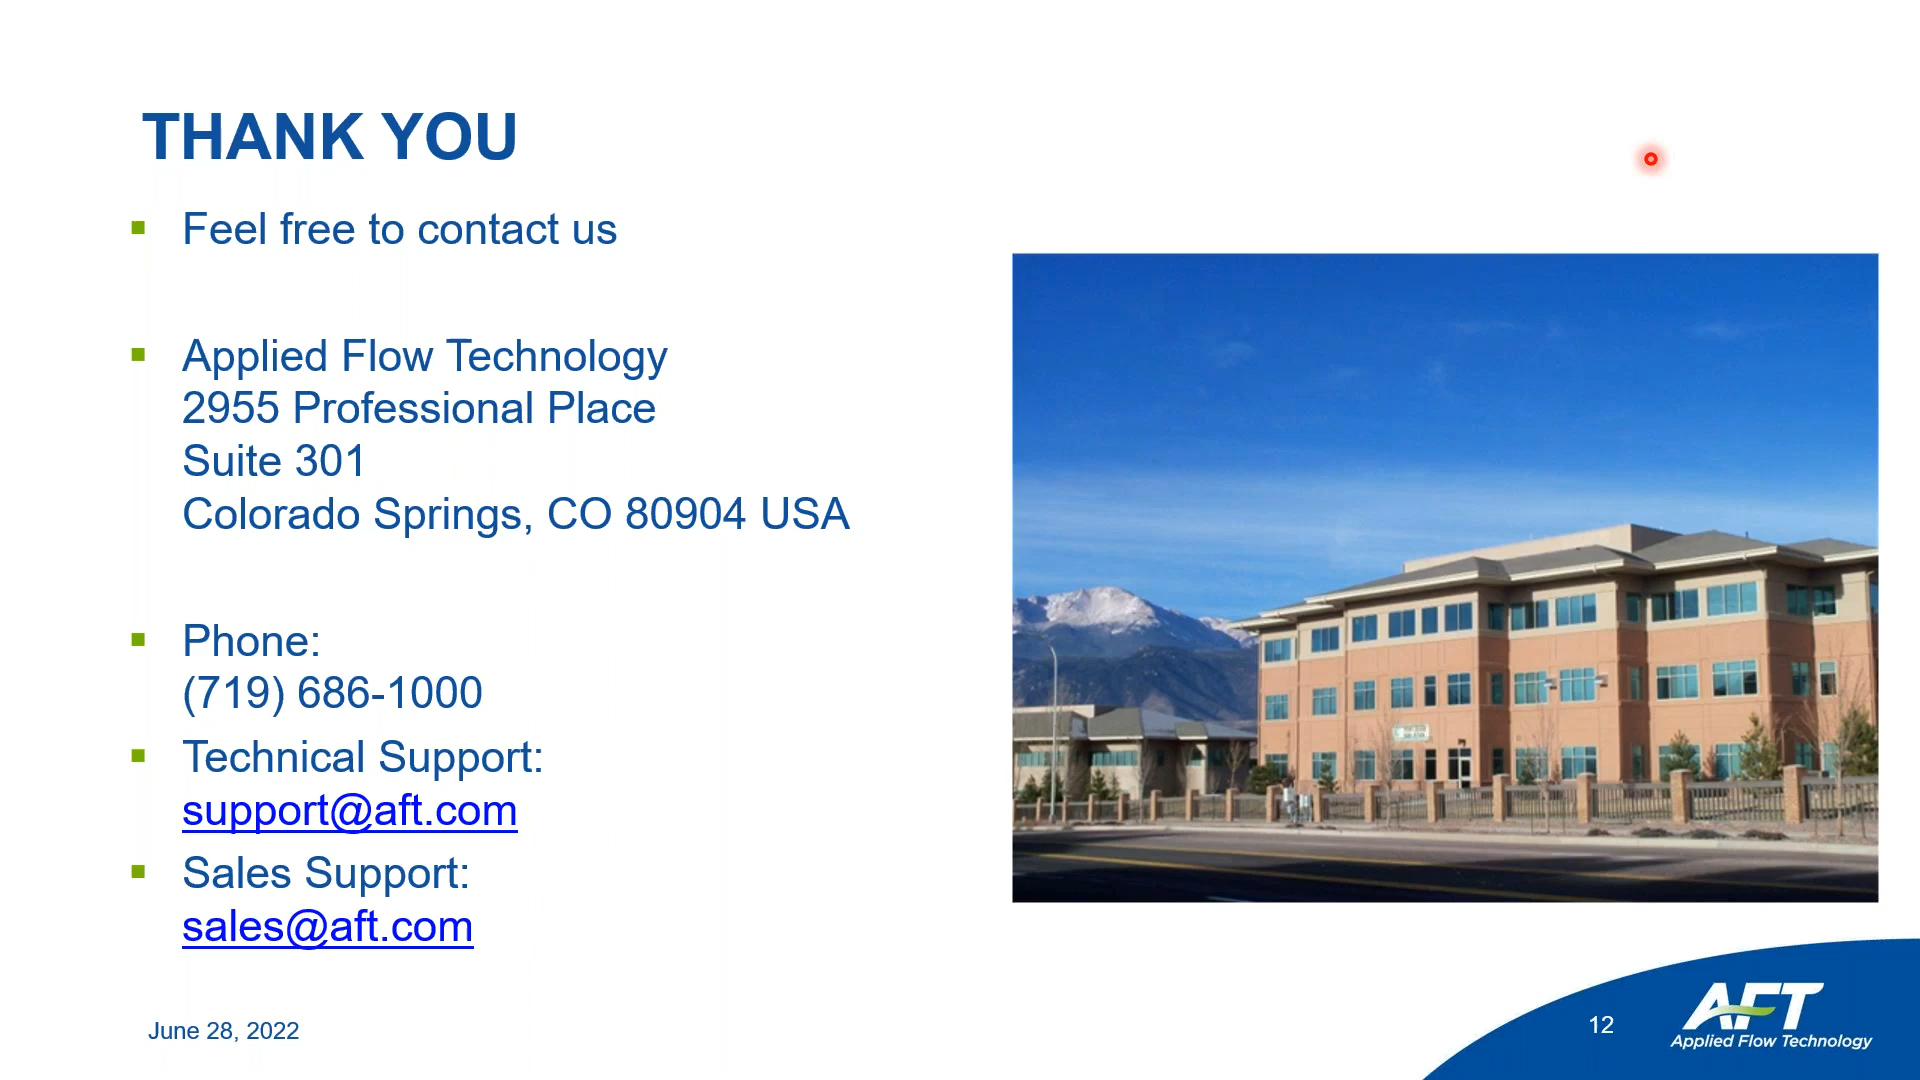 THANK YOU
Feel free to contact us
Applied Flow Technology
2955 Professional Place
Suite 301
Colorado Springs, CO 80904 USA
Phone:
(719) 686-1000
Technical Support:
support@aft.com
Sales Support:
sales@aft.com
June 28, 2022
12
AFT
Applied Flow Technology